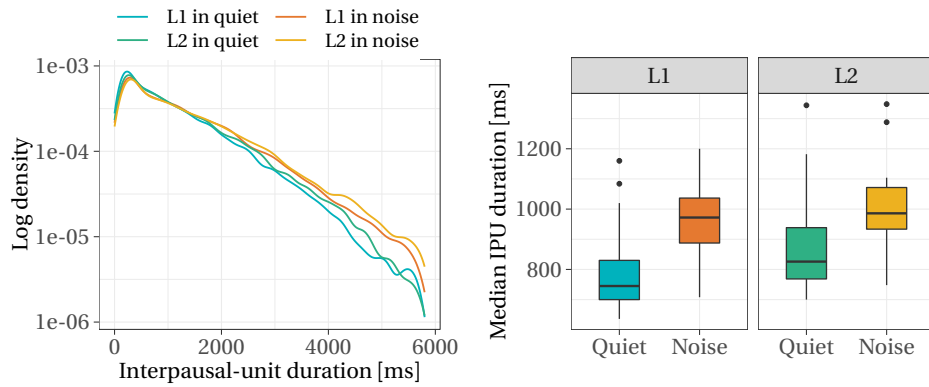 L1 in quiet L1 in noise
L2 in quiet L2 in noise
Log density
1e-03
1e-04
1e-05
1e-06
0 2000 4000 6000
Interpausal-unit duration [ms]
Median IPU duration [ms]
L1 L2
1200
1000
800
Quiet Noise Quiet Noise